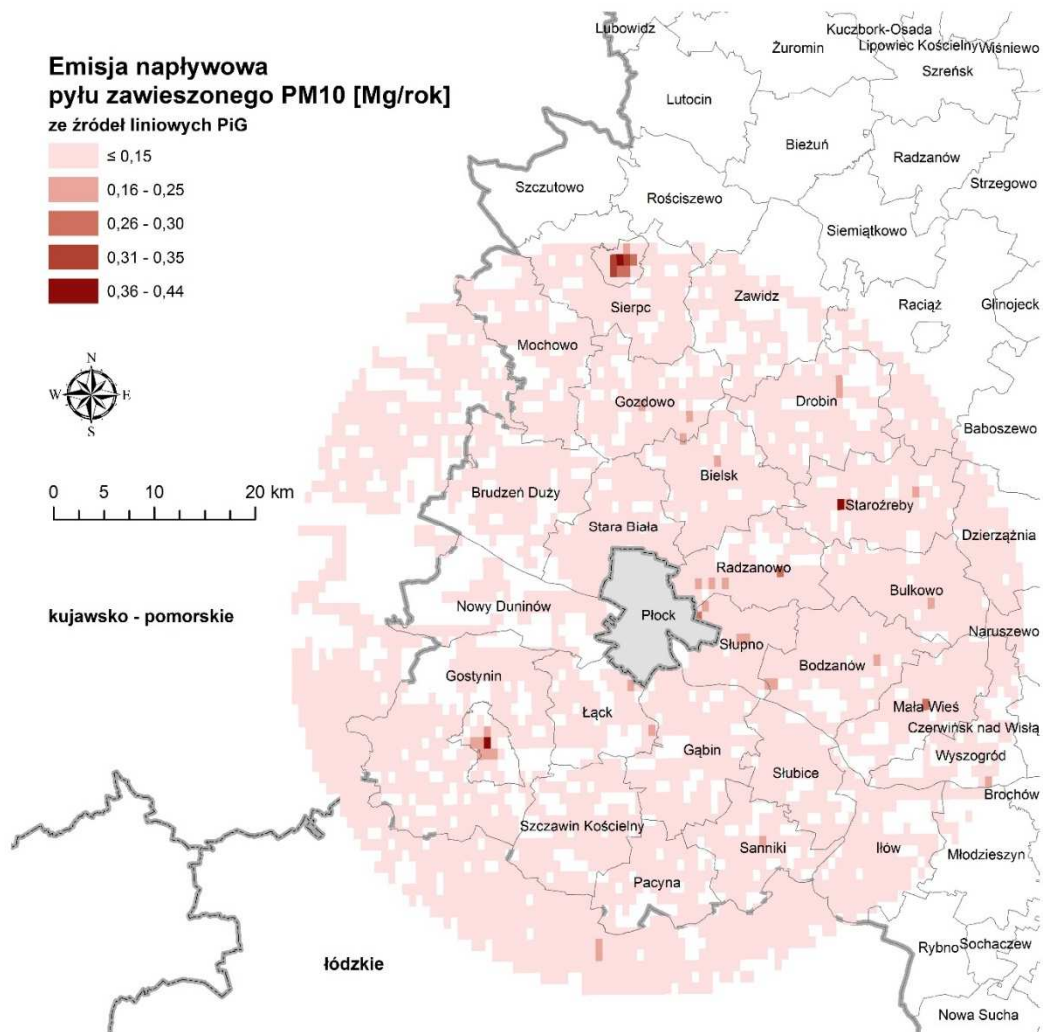 Emisja napływowa
pyłu zawieszonego PM10 [Mg/rok]
ze źródeł liniowych PiG
≤ 0,15
0,16 - 0,25
0,26 - 0,30
0,31 - 0,35
0,36 - 0,44
N
W E
S
0 5 10 20 km
kujawsko - pomorskie
łódzkie
Lubowidz
Kuczbork-Osada
Żuromin
Lipowiec Kościelny
Wiśniewo
Szreńsk
Lutocin
Bieżuń
Radzanów
Strzegowo
Szczutowo
Rościszewo
Siemiątkowo
Sierpc
Zawidz
Raciąż
Glinojeck
Mochowo
Gozdowo
Drobin
Baboszewo
Brudzeń Duży
Bielsk
Staroźreby
Stara Biała
Dzierzążnia
Radzanowo
Bulkowo
Nowy Duninów
Płock
Słupno
Naruszewo
Bodzanów
Gostynin
Łąck
Mała Wieś
Czerwińsk nad Wisłą
Gąbin
Wyszogród
Słubice
Brochów
Szczawin Kościelny
Sanniki
Iłów
Młodzieszyn
Pacyna
Rybno
Sochaczew
Nowa Sucha